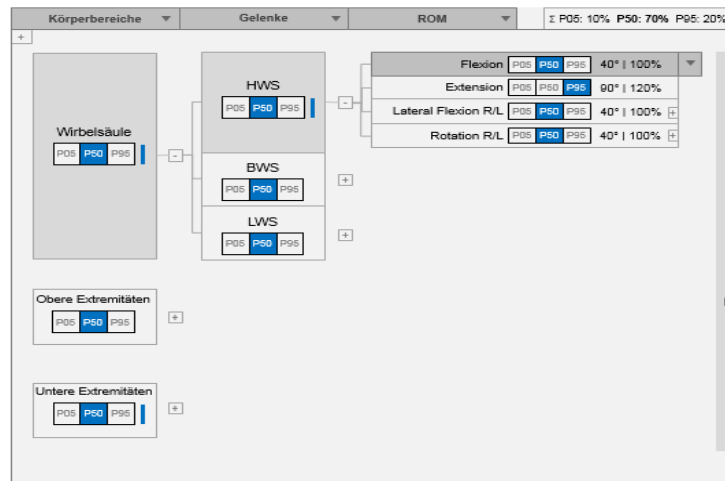 Körperbereiche Gelenke ROM Σ P05: 10% P50: 70% P95: 20%
+
Flexion P05 P50 P95 40° | 100%
HWS
Extension P05 P50 P95 90° | 120%
P05 P50 P95
-
Lateral Flexion R/L P05 P50 P95 40° | 100% +
Wirbelsäule
Rotation R/L P05 P50 P95 40° | 100% +
P05 P50 P95
-
BWS
P05 P50 P95 +
LWS
P05 P50 P95 +
Obere Extremitäten
P05 P50 P95 +
Untere Extremitäten
P05 P50 P95 +